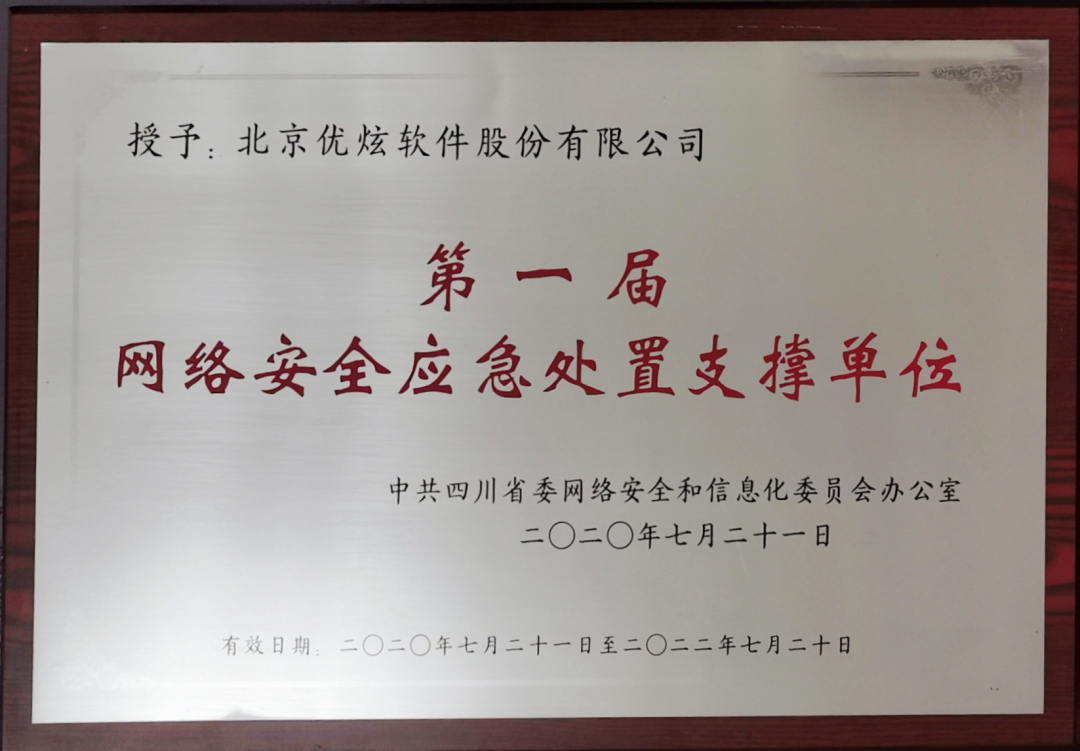 授予：北京优炫软件股份有限公司
第一届
网络安全应急处置支撑单位
中共四川省委网络安全和信息化委员会办公室
二〇二〇年七月二十一日
有效日期：二〇二〇年七月二十一日至二〇二二年七月二十日